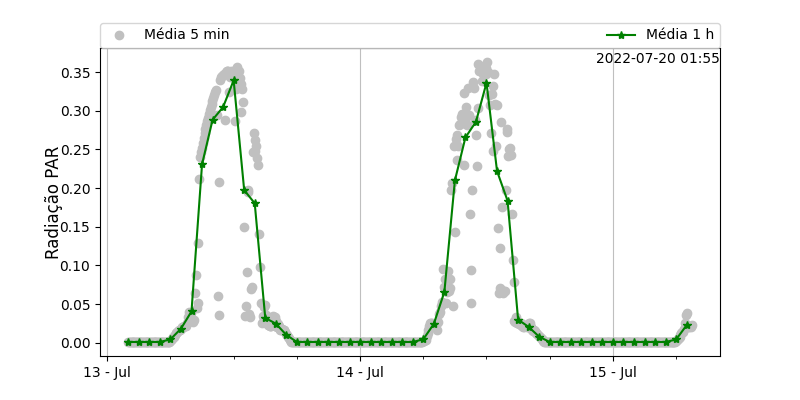 Média 5 min
Média 1 h
2022-07-20 01:55
Radiação PAR
0.35
0.30
0.25
0.20
0.15
0.10
0.05
0.00
13 - Jul
14 - Jul
15 - Jul